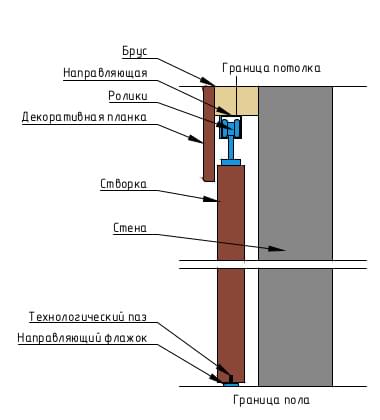 Брус
Граница потолка
Направляющая
Ролики
Декоративная планка
Створка
Стена
Технологический паз
Направляющий флажок
Граница пола